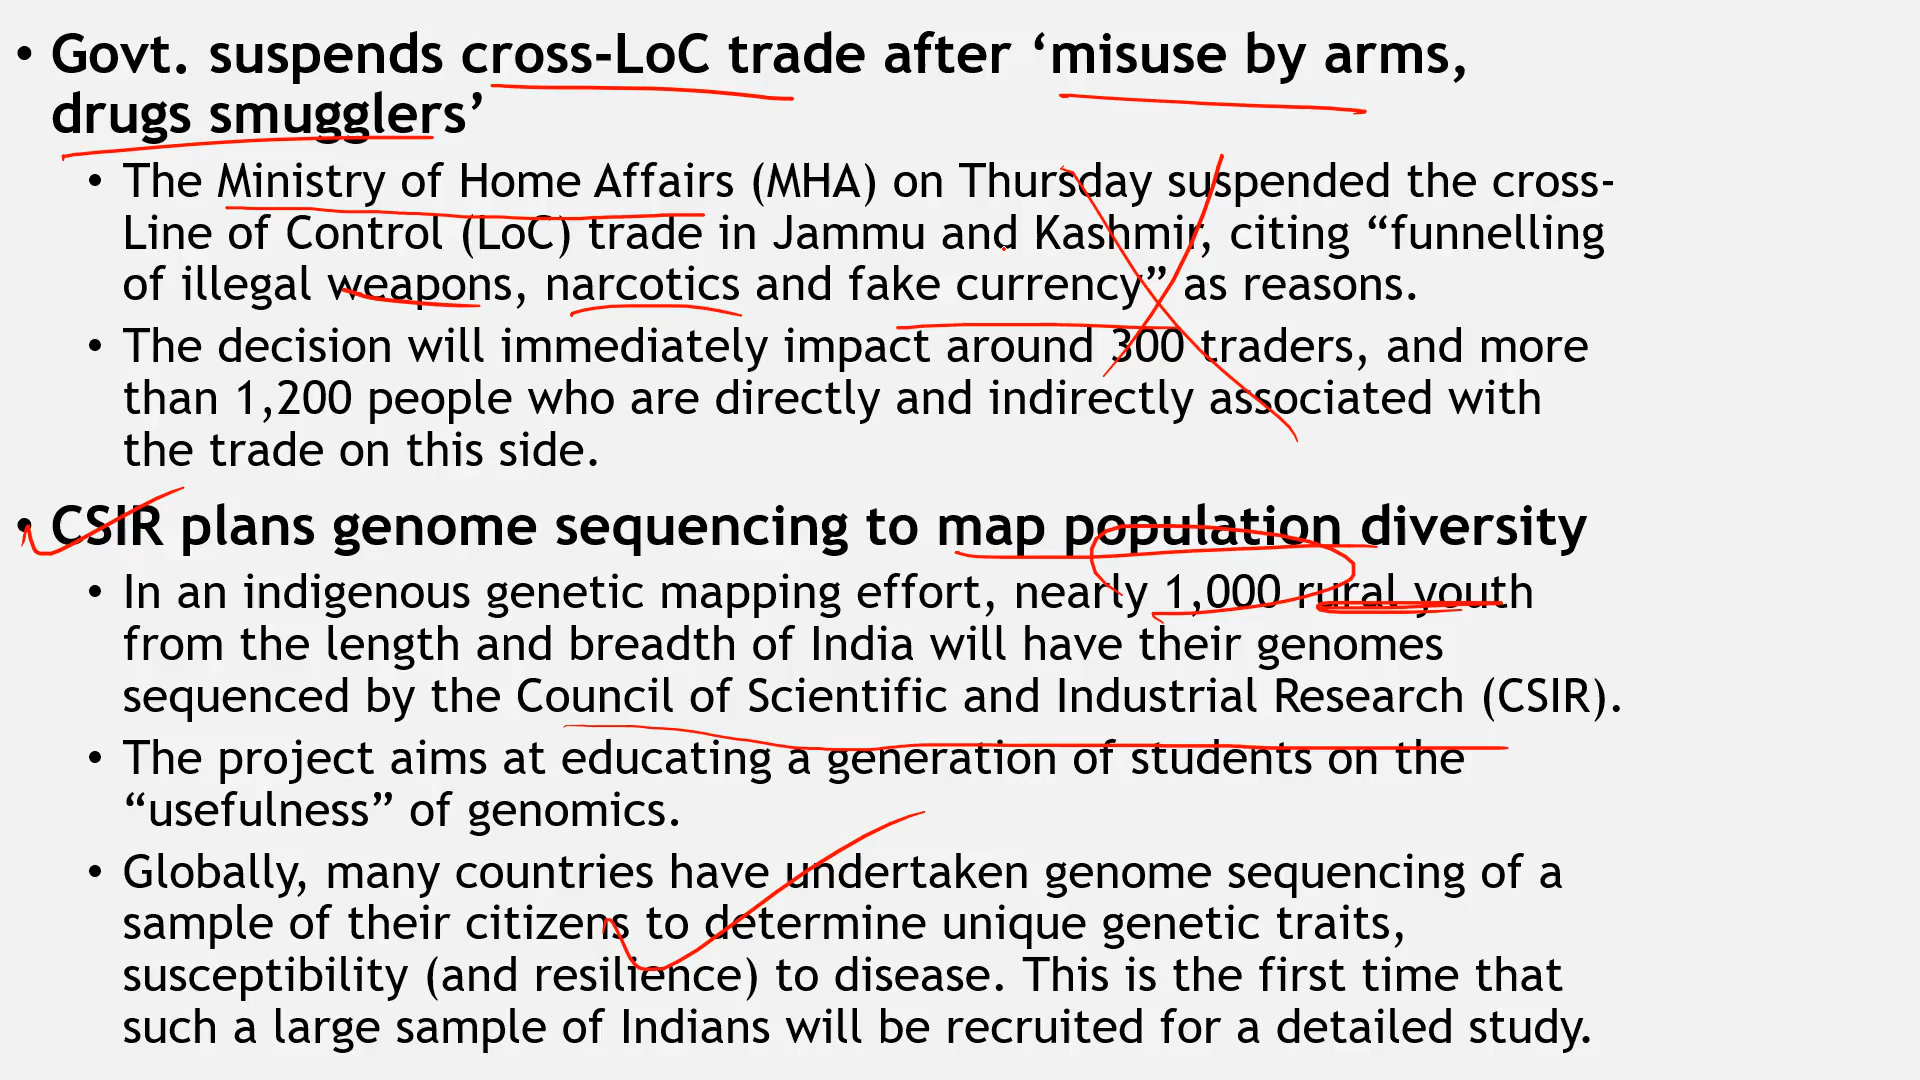 • Govt. suspends cross-LoC trade after ‘misuse by arms,
drugs smugglers’
• The Ministry of Home Affairs (MHA) on Thursday suspended the cross-
Line of Control (LoC) trade in Jammu and Kashmir, citing “funnelling
of illegal weapons, narcotics and fake currency” as reasons.
• The decision will immediately impact around 300 traders, and more
than 1,200 people who are directly and indirectly associated with
the trade on this side.
• CSIR plans genome sequencing to map population diversity
• In an indigenous genetic mapping effort, nearly 1,000 rural youth
from the length and breadth of India will have their genomes
sequenced by the Council of Scientific and Industrial Research (CSIR).
• The project aims at educating a generation of students on the
“usefulness” of genomics.
• Globally, many countries have undertaken genome sequencing of a
sample of their citizens to determine unique genetic traits,
susceptibility (and resilience) to disease. This is the first time that
such a large sample of Indians will be recruited for a detailed study.